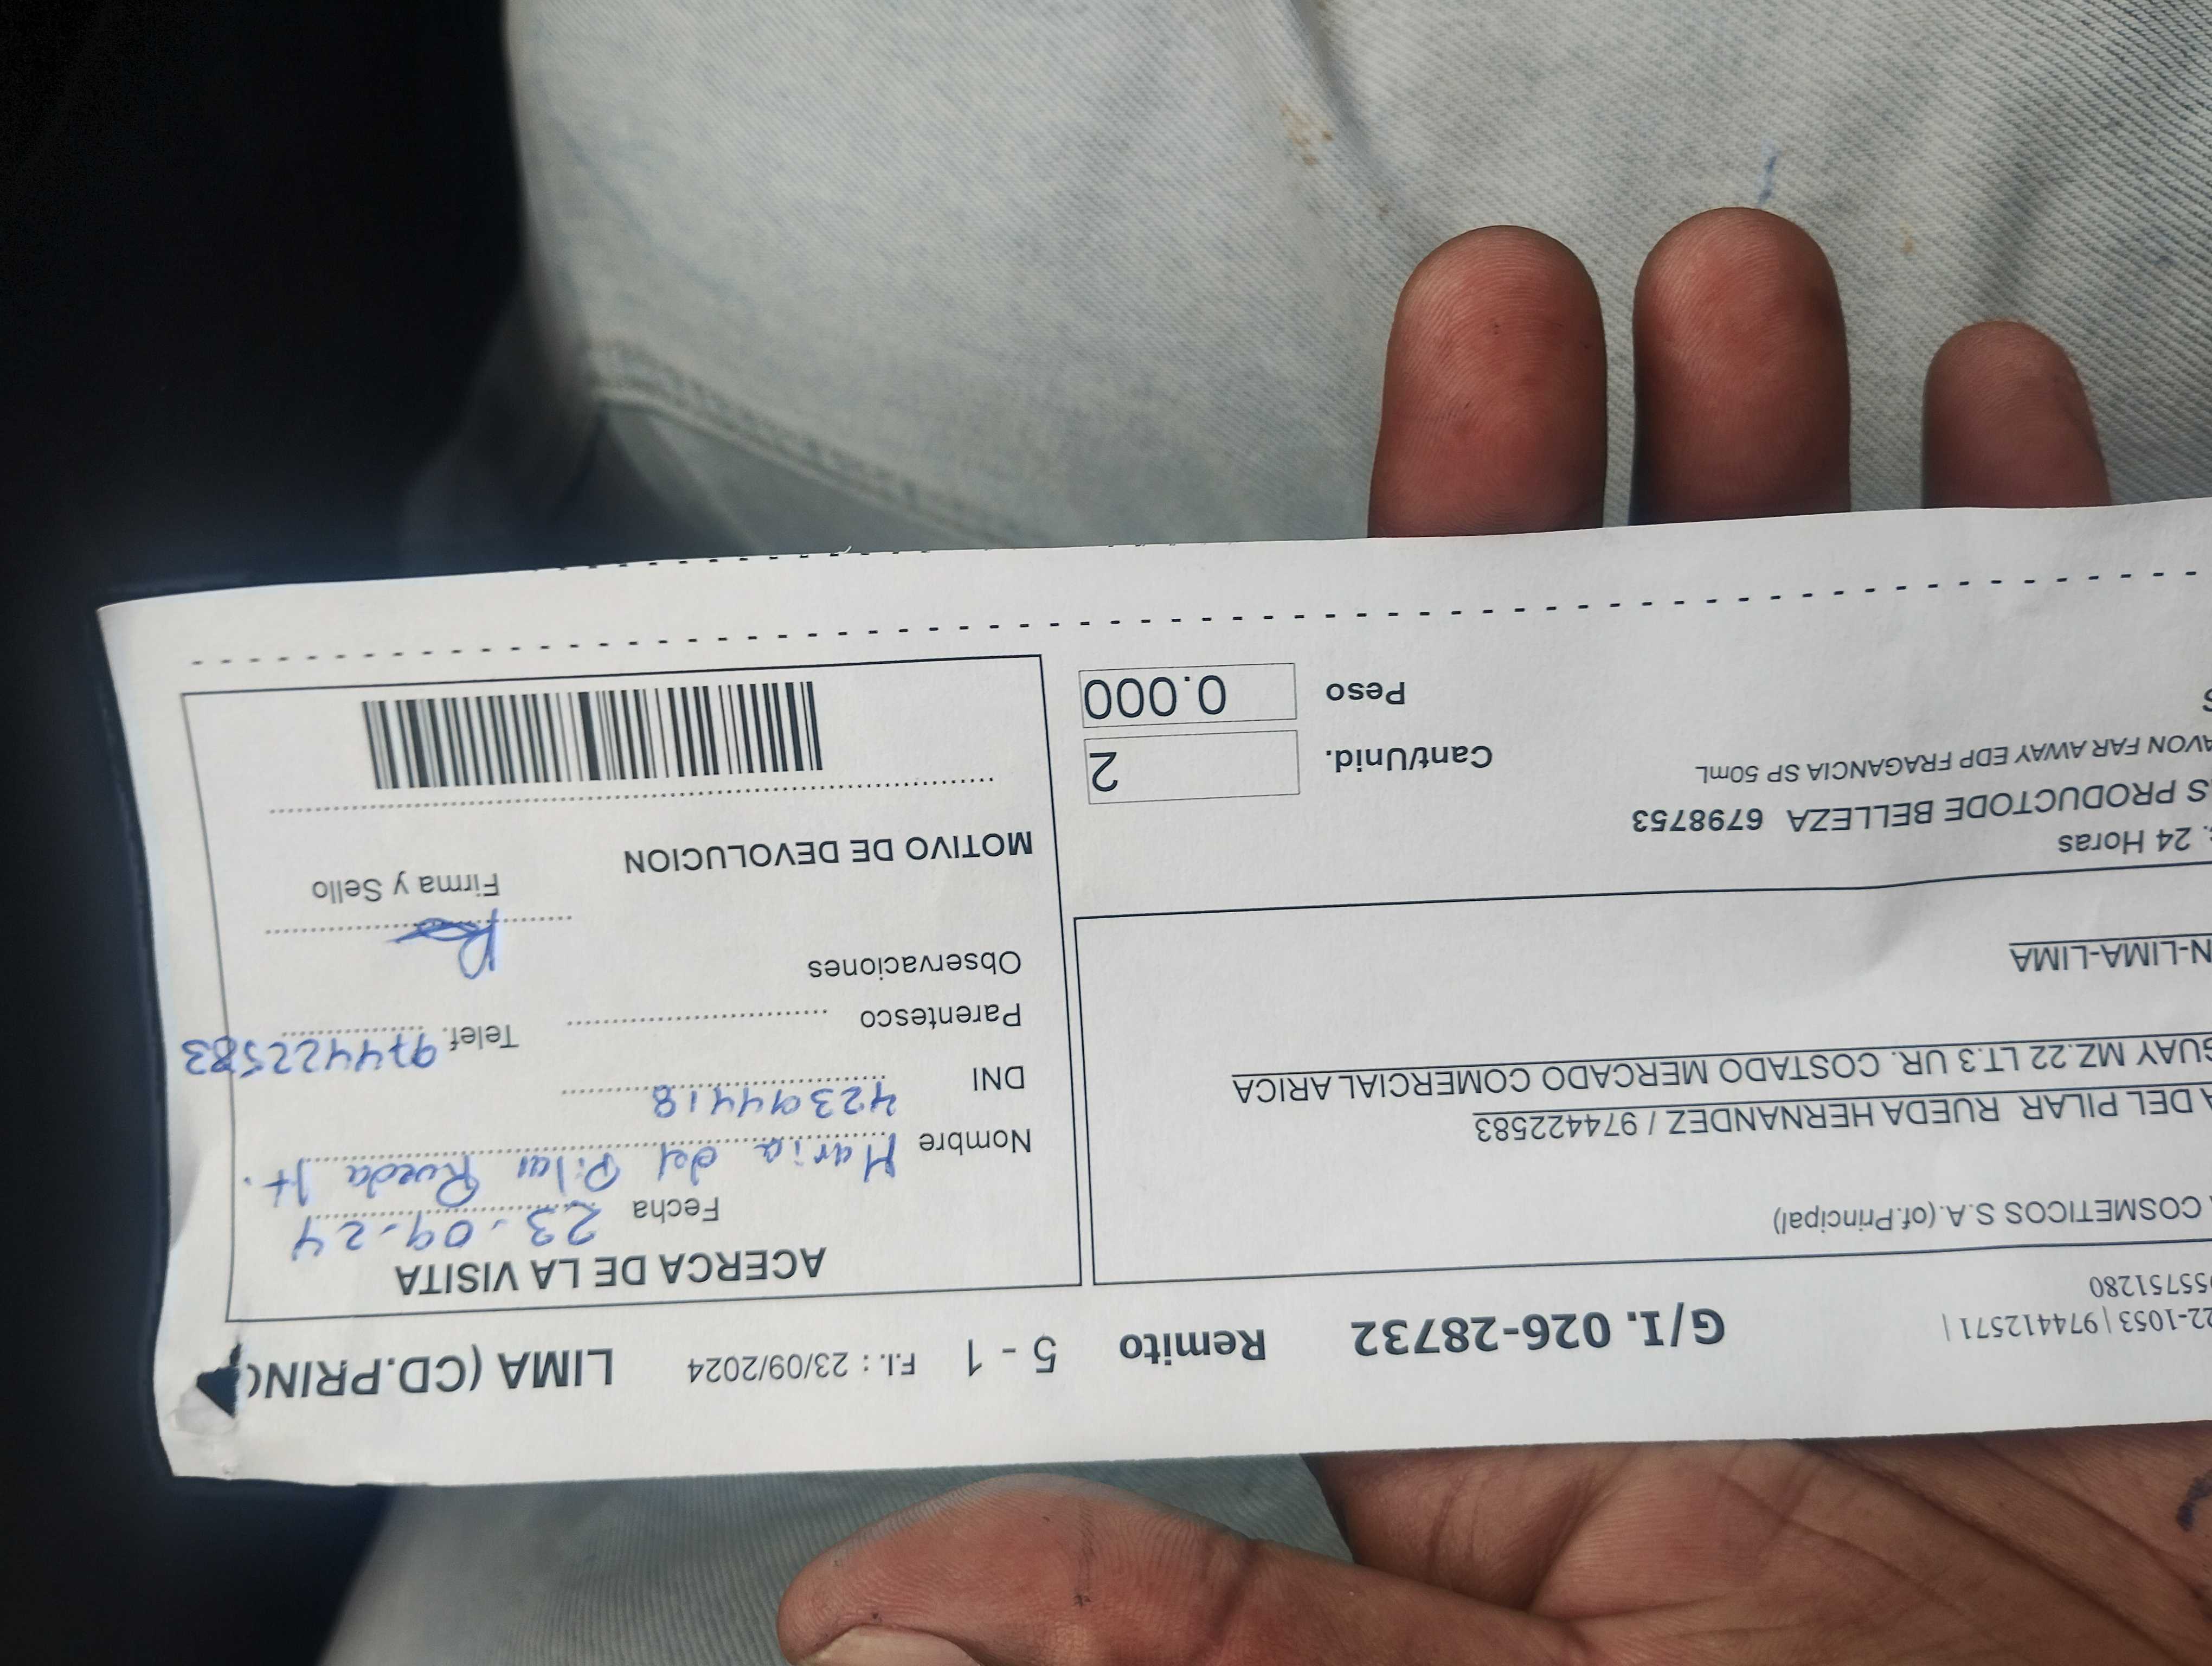 G/I. 026-28732 Remito 5 - 1 F.I. : 23/09/2024 LIMA (CD.PRINC
22-1053 | 974412571 |
955751280
COSMETICOS S.A. (of.Principal)
A DEL PILAR RUEDA HERNANDEZ / 974422583
GUAY MZ.22 LT.3 UR. COSTADO MERCADO COMERCIAL ARICA
N-LIMA-LIMA
. 24 Horas
S PRODUCTODE BELLEZA 6798753
AVON FAR AWAY EDP FRAGANCIA SP 50mL
S
Cant/Unid. 2
Peso 0.000
ACERCA DE LA VISITA
Fecha 23.09.24
Nombre Maria del Pilar Rueda H.
DNI 42394418
Parentesco Telef. 974422583
Observaciones
Firma y Sello
MOTIVO DE DEVOLUCION